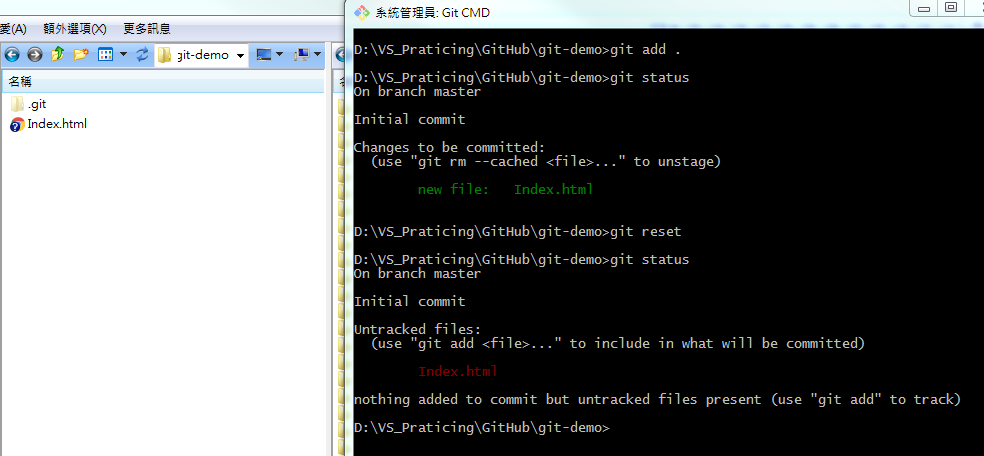 愛(A) 額外選項(X) 更多訊息
git-demo
名稱
.git
Index.html
系統管理員: Git CMD
D:\VS_Praticing\GitHub\git-demo>git add .
D:\VS_Praticing\GitHub\git-demo>git status
On branch master
Initial commit
Changes to be committed:
(use "git rm --cached <file>..." to unstage)
new file: Index.html
D:\VS_Praticing\GitHub\git-demo>git reset
D:\VS_Praticing\GitHub\git-demo>git status
On branch master
Initial commit
Untracked files:
(use "git add <file>..." to include in what will be committed)
Index.html
nothing added to commit but untracked files present (use "git add" to track)
D:\VS_Praticing\GitHub\git-demo>